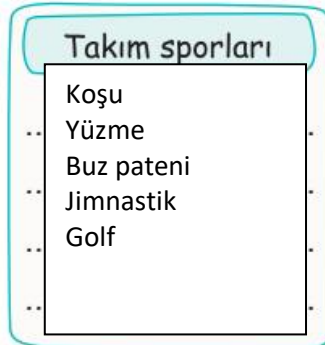 Takım sporları
Koşu
Yüzme
Buz pateni
Jimnastik
Golf